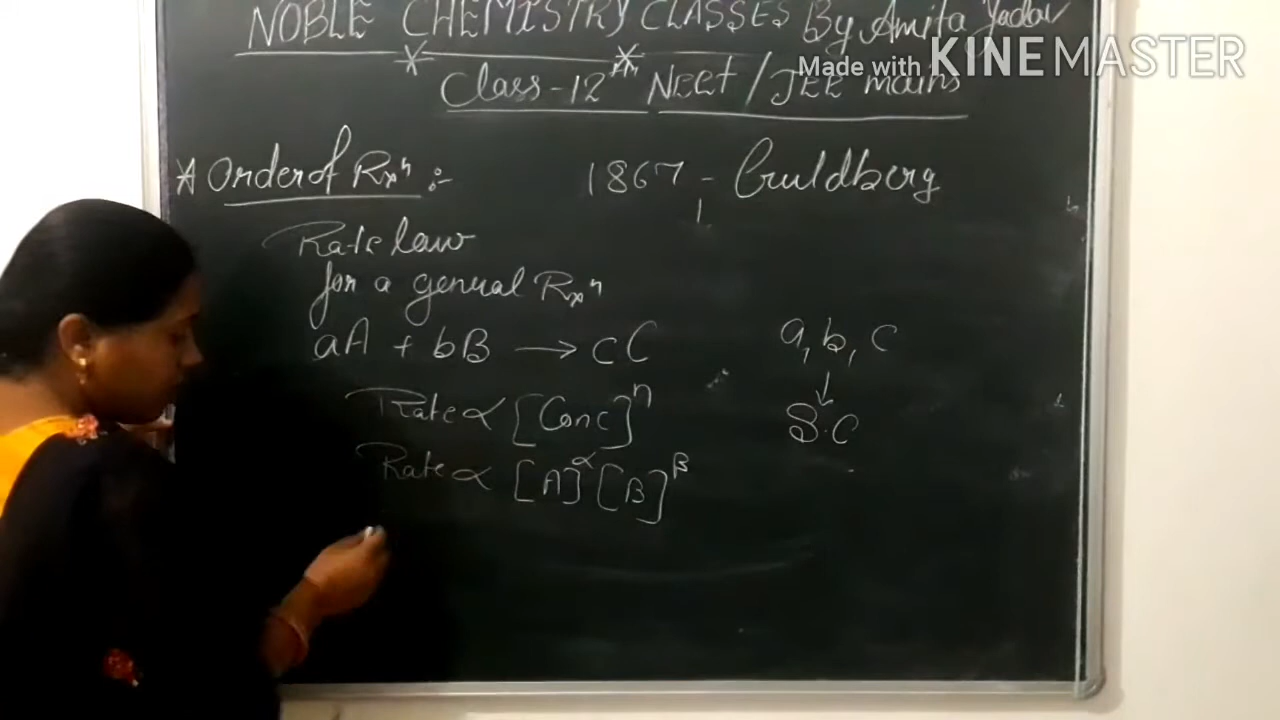 NOBLE CHEMISTRY CLASSES By Amita Yadav
Made with KINEMASTER
Class-12th NEET / JEE mains
* Order of Rxⁿ :-
1867 - Guldberg
Rate law
for a general Rxⁿ
aA + bB → cC
a, b, c
↓
S.C
Rate ∝ [Conc]ⁿ
Rate ∝ [A]^α [B]^β